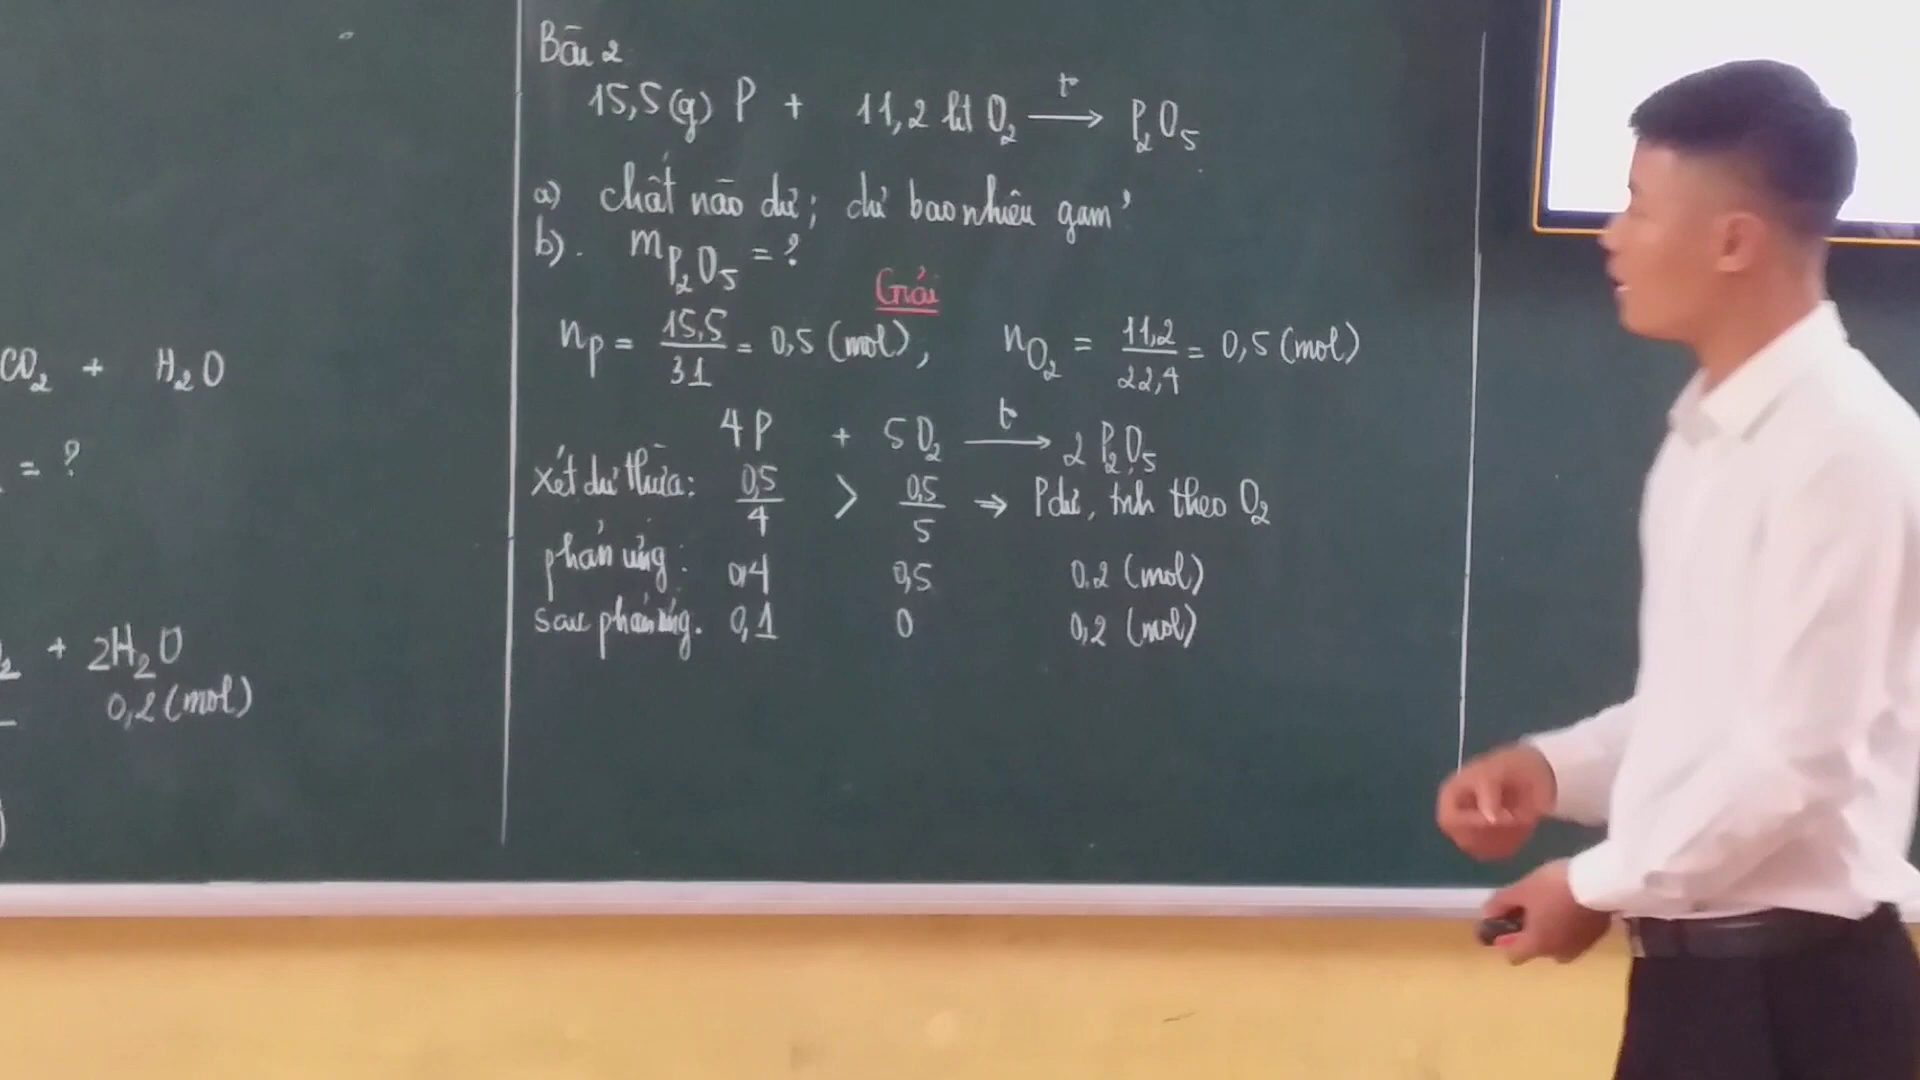 CO₂ + H₂O
= ?
+ 2H₂O
0,2 (mol)
Bài 2
15,5 (g) P + 11,2 lít O₂ —t°→ P₂O₅
a) chất nào dư; dư bao nhiêu gam?
b). m P₂O₅ = ?
Giải
n P = 15,5/31 = 0,5 (mol), n O₂ = 11,2/22,4 = 0,5 (mol)
4P + 5O₂ —t°→ 2P₂O₅
xét dư thừa: 0,5/4 > 0,5/5 → P dư, tính theo O₂
phản ứng: 0,4 0,5 0,2 (mol)
sau phản ứng. 0,1 0 0,2 (mol)